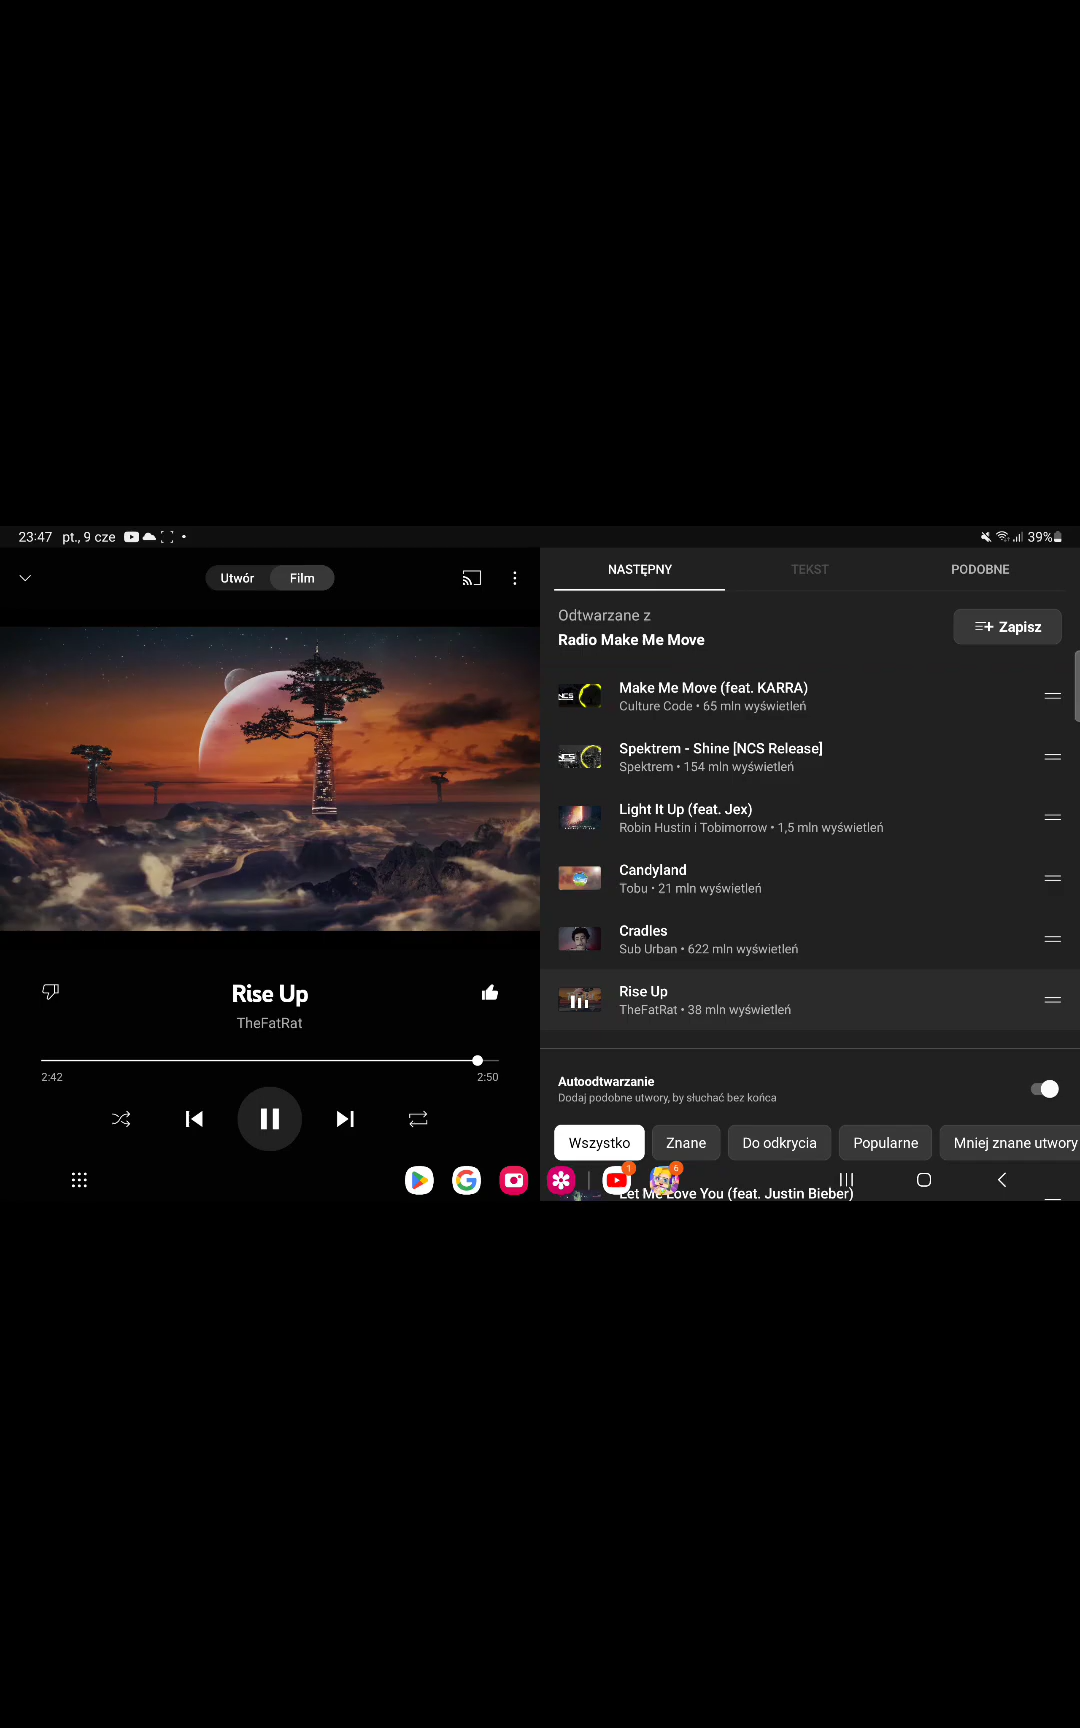 23:47 pt., 9 cze
39%
Utwór Film
Rise Up
TheFatRat
2:42
2:50
NASTĘPNY TEKST PODOBNE
Odtwarzane z
Radio Make Me Move
Zapisz
NCS
Make Me Move (feat. KARRA)
Culture Code • 65 mln wyświetleń
NCS
Spektrem - Shine [NCS Release]
Spektrem • 154 mln wyświetleń
Light It Up (feat. Jex)
Robin Hustin i Tobimorrow • 1,5 mln wyświetleń
Candyland
Tobu • 21 mln wyświetleń
Cradles
Sub Urban • 622 mln wyświetleń
Rise Up
TheFatRat • 38 mln wyświetleń
Autoodtwarzanie
Dodaj podobne utwory, by słuchać bez końca
Wszystko Znane Do odkrycia Popularne Mniej znane utwory
1
6
Let Me Love You (feat. Justin Bieber)